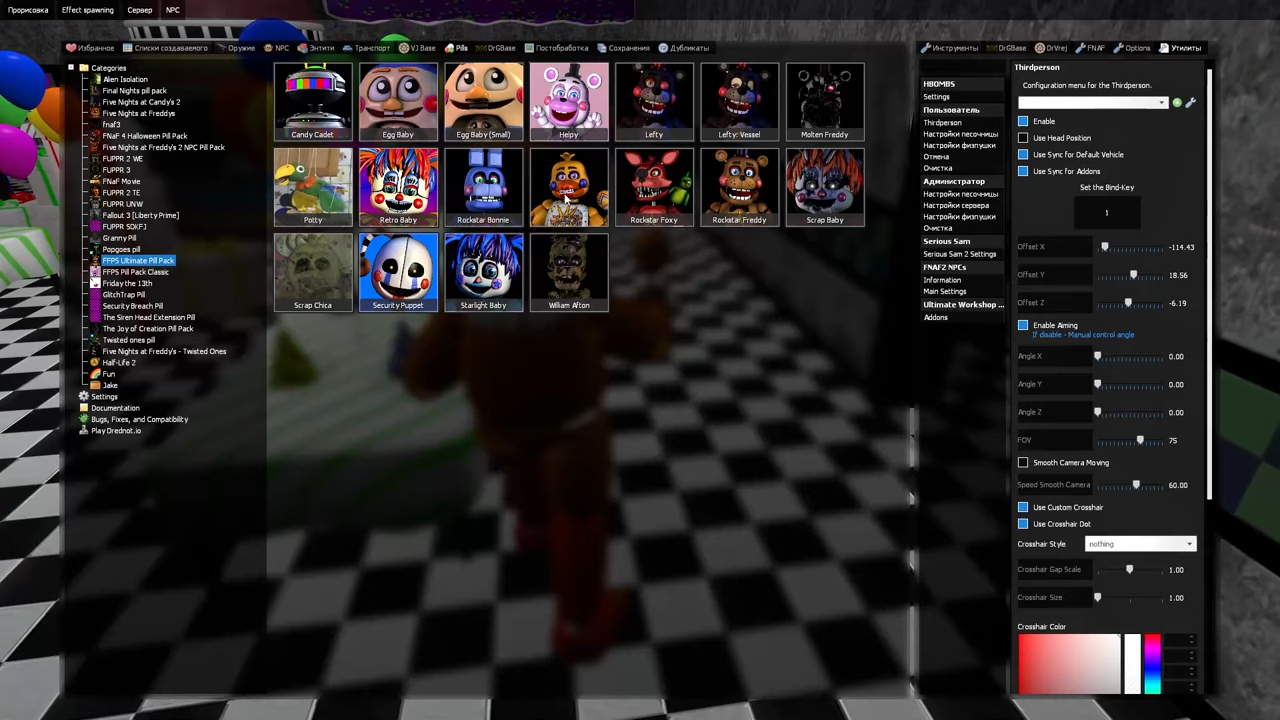 Прорисовка
Effect spawning
Сервер
NPC
Избранное
Списки создаваемого
Оружие
NPC
Энтити
Транспорт
VJ Base
Pills
DrGBase
Постобработка
Сохранения
Дубликаты
Инструменты
DrGBase
DrVrej
FNAF
Options
Утилиты
Categories
Alien Isolation
Final Nights pill pack
Five Nights at Candy's 2
Five Nights at Freddys
fnaf3
FNaF 4 Halloween Pill Pack
Five Nights at Freddy's 2 NPC Pill Pack
FUPPR 2 WE
FUPPR 3
FNaF Movie
FUPPR 2 TE
FUPPR UNW
Fallout 3 [Liberty Prime]
FUPPR SDKFJ
Granny Pill
Popgoes pill
FFPS Ultimate Pill Pack
FFPS Pill Pack Classic
Friday the 13th
GlitchTrap Pill
Security Breach Pill
The Siren Head Extension Pill
The Joy of Creation Pill Pack
Twisted ones pill
Five Nights at Freddy's - Twisted Ones
Half-Life 2
Fun
Jake
Settings
Documentation
Bugs, Fixes, and Compatibility
Play Drednot.io
Candy Cadet
Egg Baby
Egg Baby (Small)
Helpy
Lefty
Lefty: Vessel
Molten Freddy
Potty
Retro Baby
Rockstar Bonnie
Rockstar Foxy
Rockstar Freddy
Scrap Baby
Scrap Chica
Security Puppet
Starlight Baby
William Afton
HBOMBS
Settings
Пользователь
Thirdperson
Настройки песочницы
Настройки физпушки
Отмена
Очистка
Администратор
Настройки песочницы
Настройки сервера
Настройки физпушки
Очистка
Serious Sam
Serious Sam 2 Settings
FNAF2 NPCs
Information
Main Settings
Ultimate Workshop ...
Addons
Thirdperson
Configuration menu for the Thirdperson.
Enable
Use Head Position
Use Sync for Default Vehicle
Use Sync for Addons
Set the Bind-Key
1
Offset X -114.43
Offset Y 18.56
Offset Z -6.19
Enable Aiming
If disable - Manual control angle
Angle X 0.00
Angle Y 0.00
Angle Z 0.00
FOV 75
Smooth Camera Moving
Speed Smooth Camera 60.00
Use Custom Crosshair
Use Crosshair Dot
Crosshair Style nothing
Crosshair Gap Scale 1.00
Crosshair Size 1.00
Crosshair Color